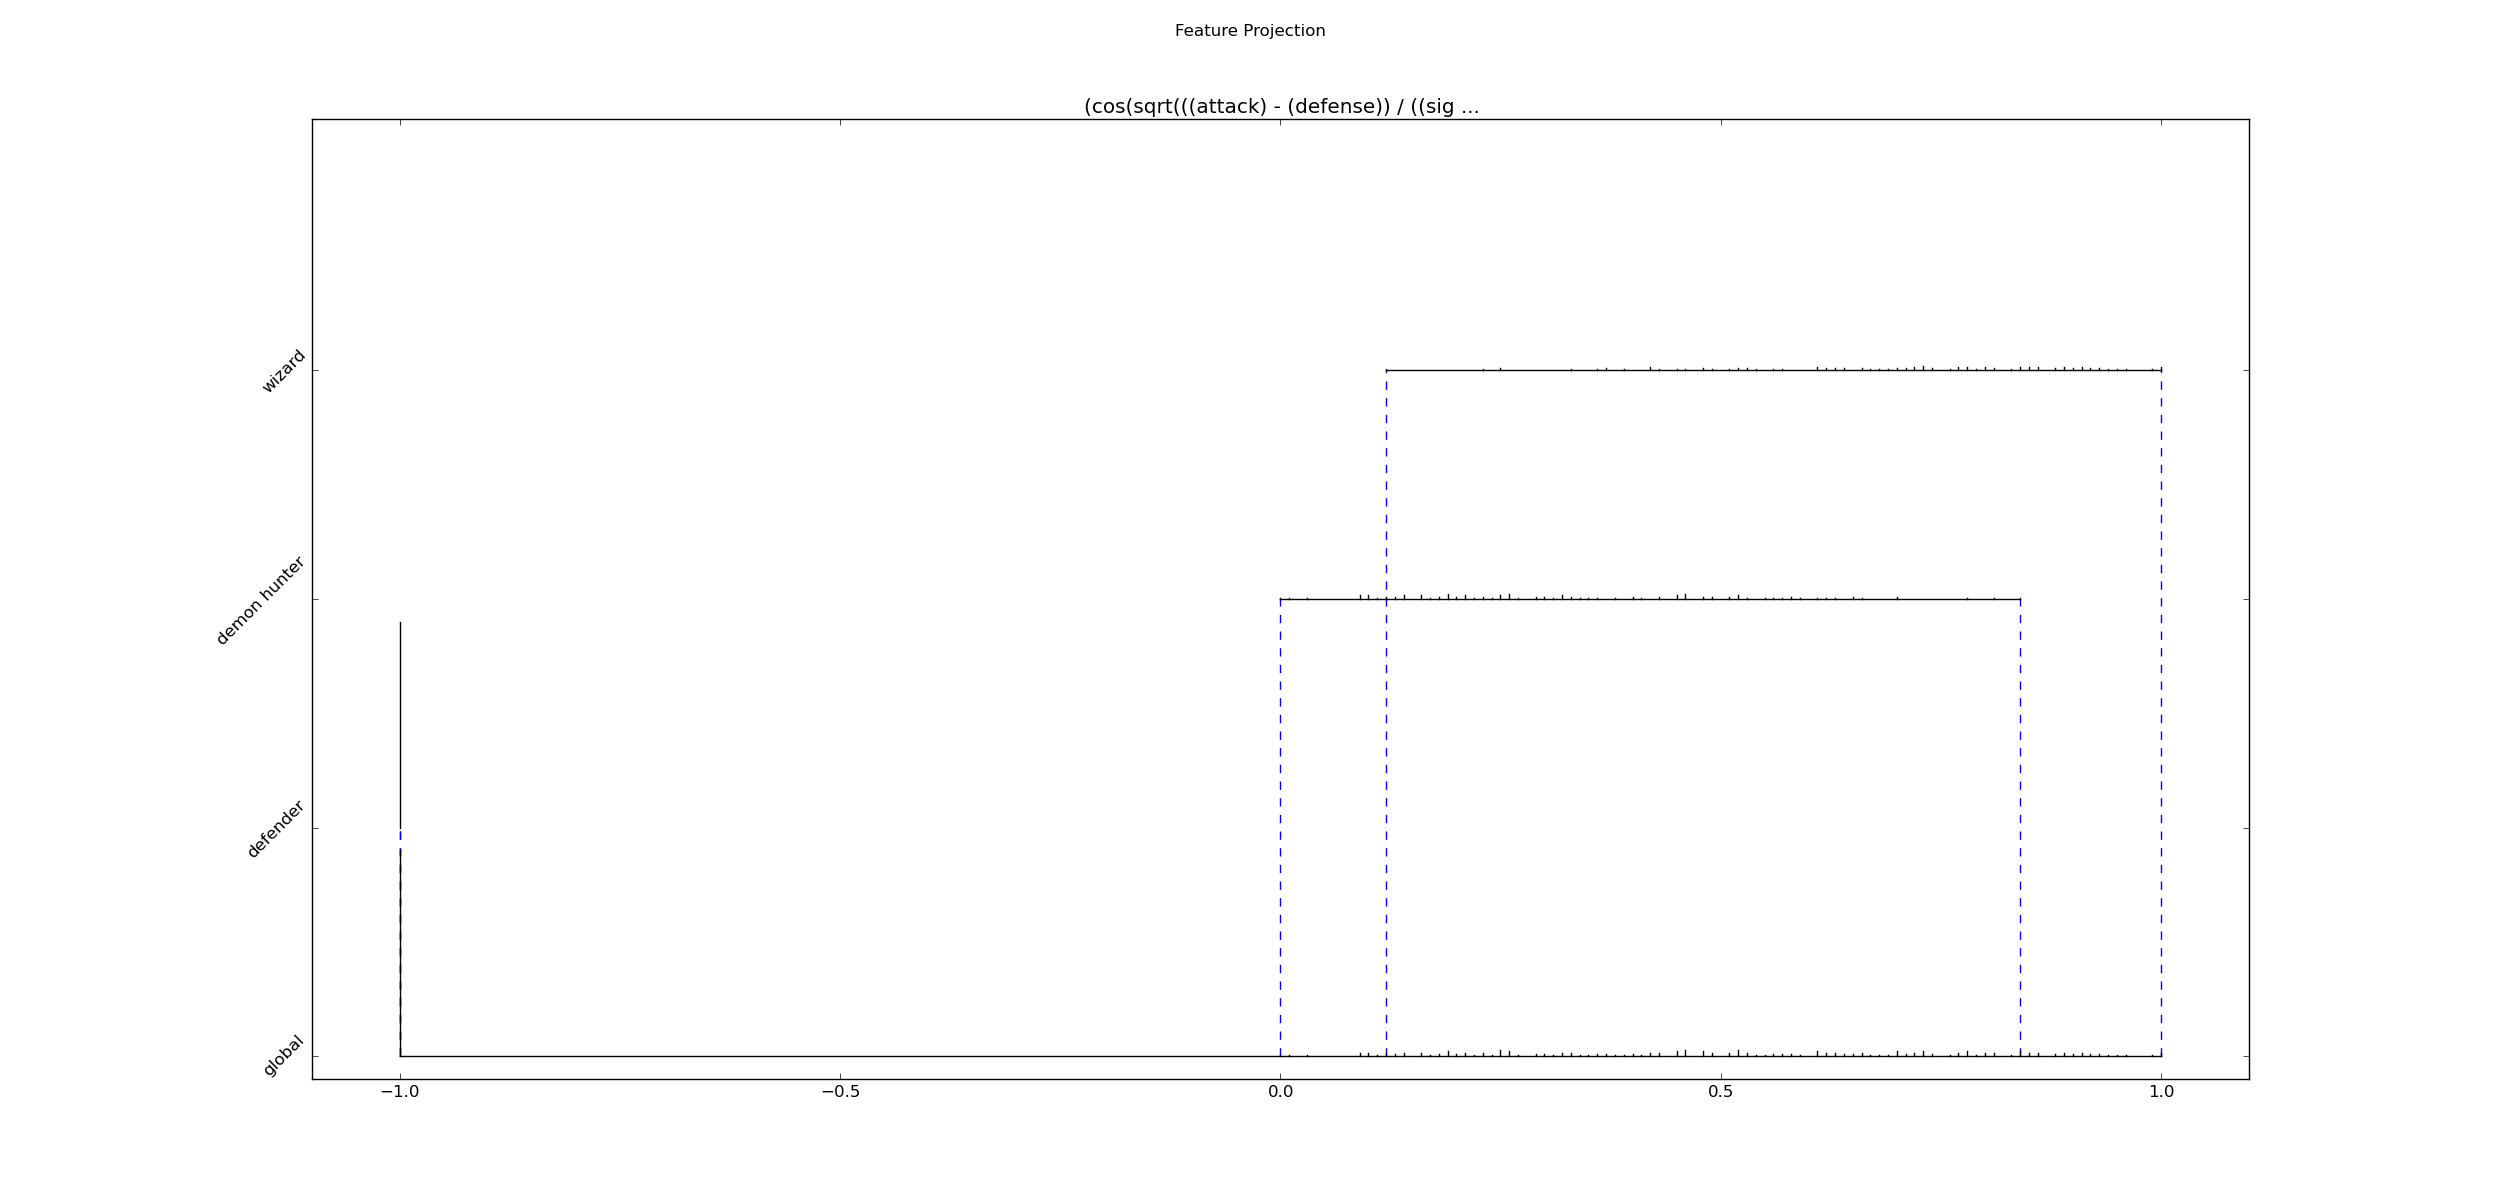 Feature Projection
(cos(sqrt(((attack) - (defense)) / ((sig ...
wizard
demon hunter
defender
global
−1.0
−0.5
0.0
0.5
1.0